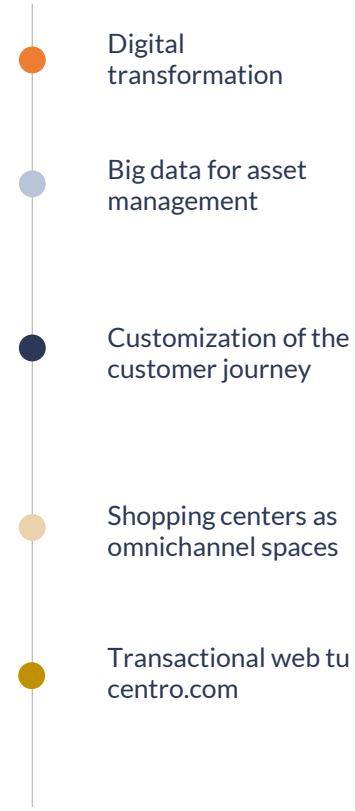 Digital
transformation
Big data for asset
management
Customization of the
customer journey
Shopping centers as
omnichannel spaces
Transactional web tu
centro.com